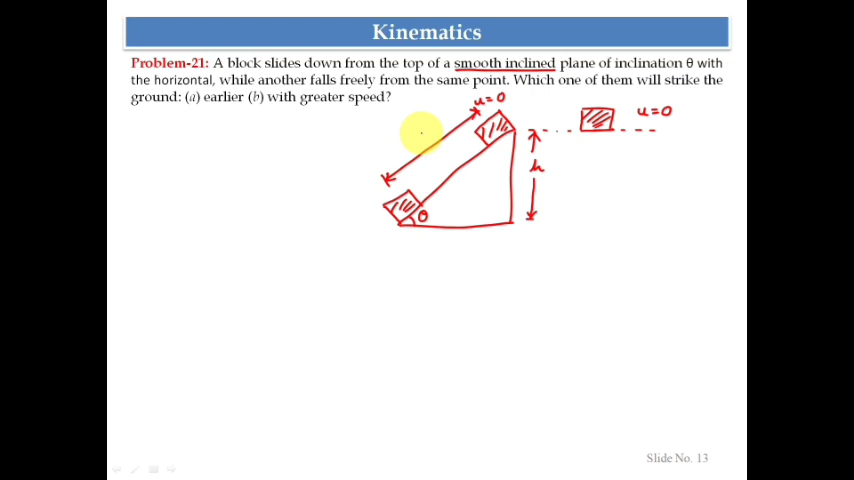 Kinematics
Problem-21: A block slides down from the top of a smooth inclined plane of inclination θ with
the horizontal, while another falls freely from the same point. Which one of them will strike the
ground: (a) earlier (b) with greater speed?
u=0
u=0
h
θ
Slide No. 13